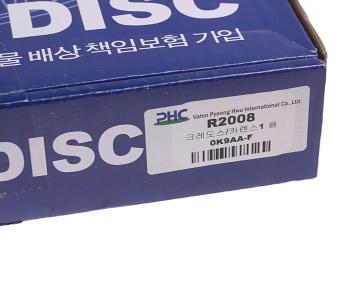 DISC
물 배상 책임보험 가입
DISC
PHC Valeo Pyeong Hwa International Co., Ltd.
R2008
크레도스/카렌스1 용
0K9AA-F